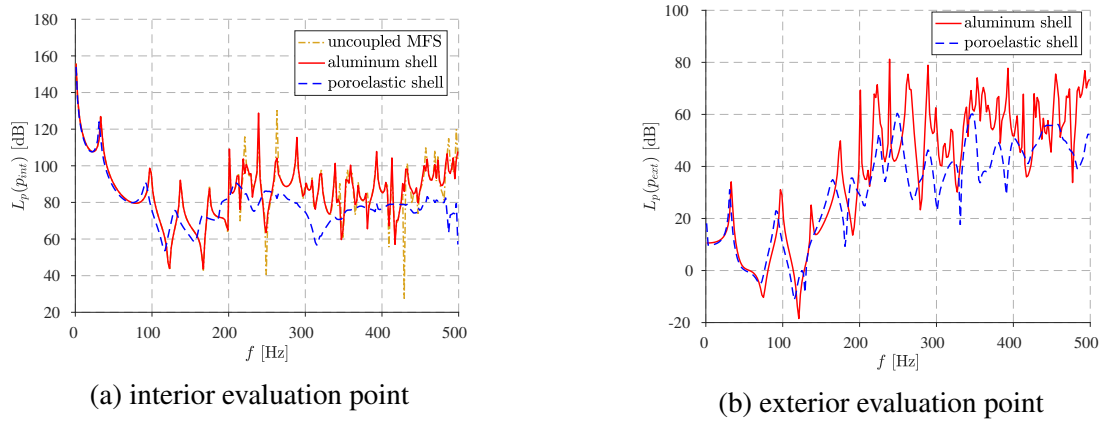 180
160
140
120
100
80
60
40
20
0 100 200 300 400 500
f [Hz]
L_p(p_int) [dB]
uncoupled MFS
aluminum shell
poroelastic shell
(a) interior evaluation point
100
80
60
40
20
0
-20
0 100 200 300 400 500
f [Hz]
L_p(p_ext) [dB]
aluminum shell
poroelastic shell
(b) exterior evaluation point